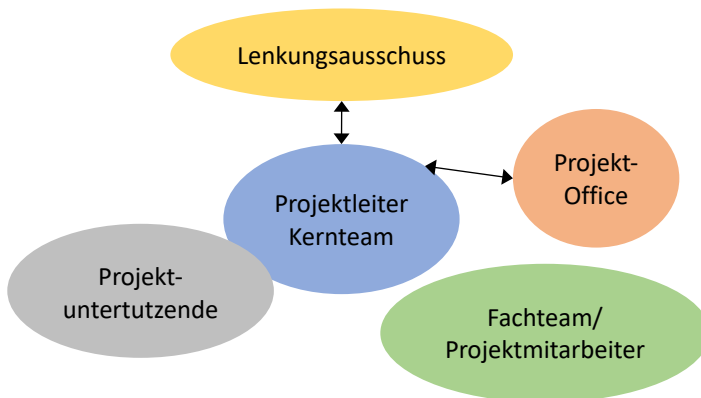 Lenkungsausschuss
Projekt-
Office
Projektleiter
Kernteam
Projekt-
untertutzende
Fachteam/
Projektmitarbeiter